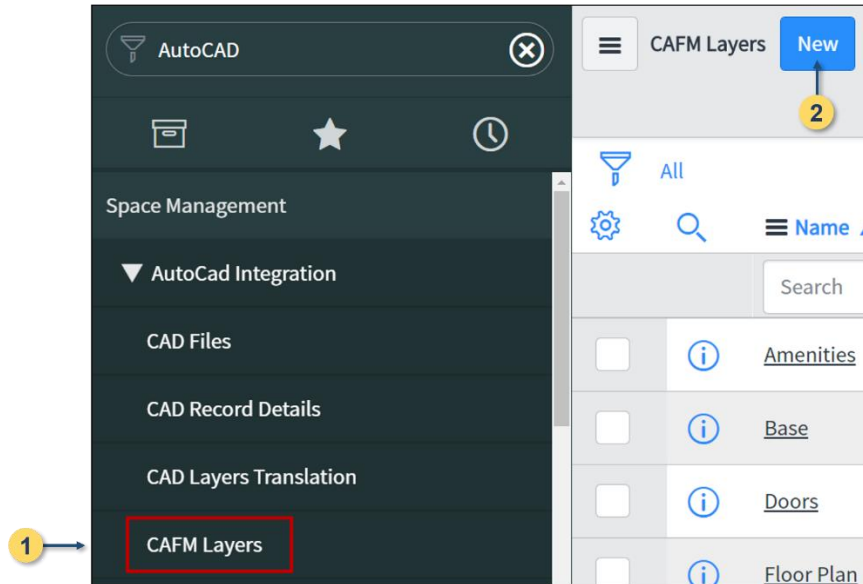 AutoCAD
Space Management
AutoCad Integration
CAD Files
CAD Record Details
CAD Layers Translation
1
CAFM Layers
CAFM Layers
New
2
All
Name
Search
Amenities
Base
Doors
Floor Plan